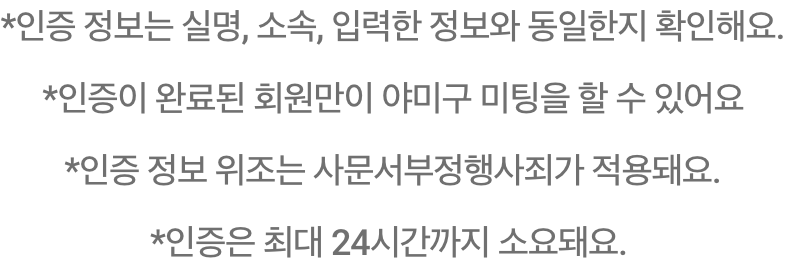 *인증 정보는 실명, 소속, 입력한 정보와 동일한지 확인해요.
*인증이 완료된 회원만이 야미구 미팅을 할 수 있어요
*인증 정보 위조는 사문서부정행사죄가 적용돼요.
*인증은 최대 24시간까지 소요돼요.